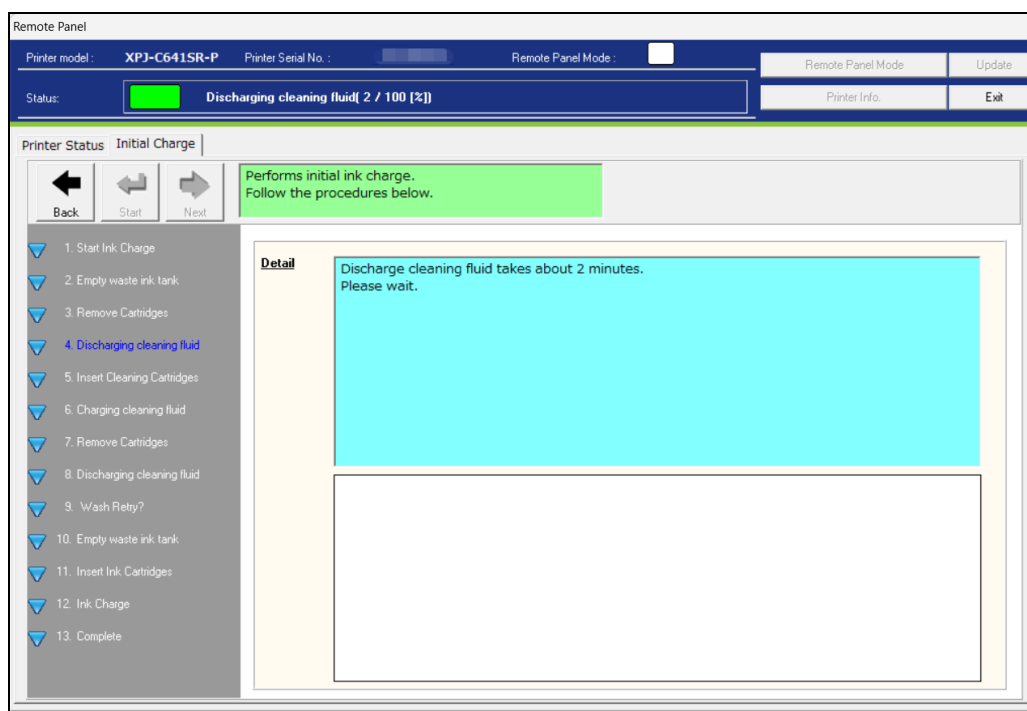 Remote Panel
Printer model : XPJ-C641SR-P Printer Serial No. : Remote Panel Mode :
Remote Panel Mode Update
Status: Discharging cleaning fluid( 2 / 100 [%])
Printer Info. Exit
Printer Status Initial Charge
Back Start Next
Performs initial ink charge.
Follow the procedures below.
1. Start Ink Charge
2. Empty waste ink tank
3. Remove Cartridges
4. Discharging cleaning fluid
5. Insert Cleaning Cartridges
6. Charging cleaning fluid
7. Remove Cartridges
8. Discharging cleaning fluid
9. Wash Retry?
10. Empty waste ink tank
11. Insert Ink Cartridges
12. Ink Charge
13. Complete
Detail
Discharge cleaning fluid takes about 2 minutes.
Please wait.